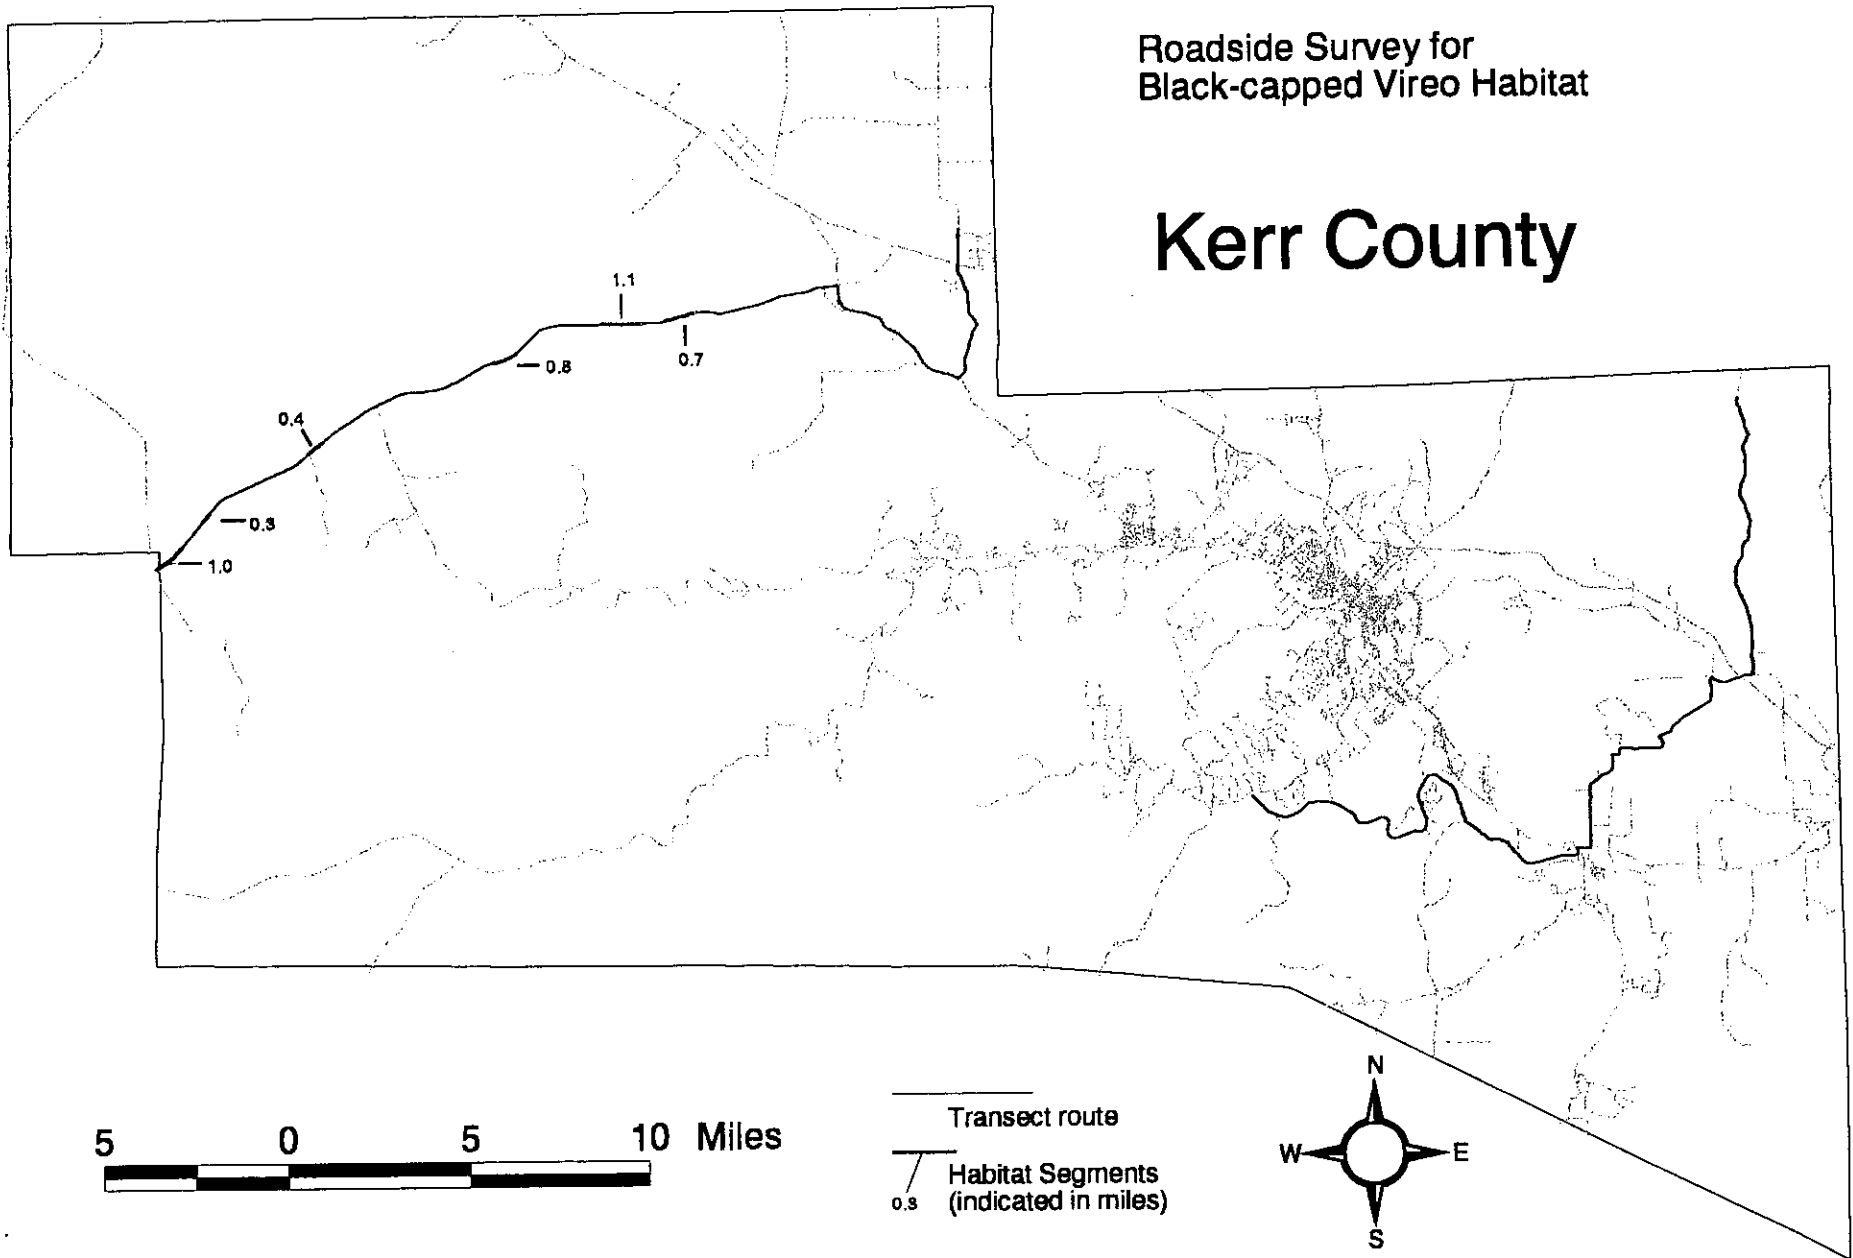 Roadside Survey for
Black-capped Vireo Habitat
Kerr County
1.1
0.7
0.8
0.4
0.3
1.0
5 0 5 10 Miles
Transect route
Habitat Segments
(indicated in miles)
0.3
N
W E
S